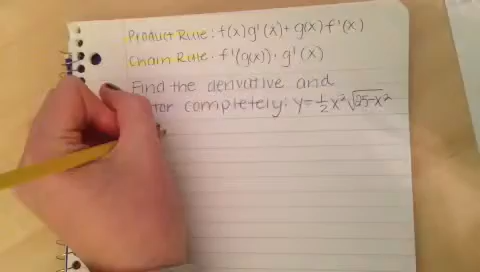 Product Rule: f(x)g'(x)+g(x)f'(x)
Chain Rule: f'(g(x))·g'(x)
Find the derivative and
completely: y=½x²√25-x²